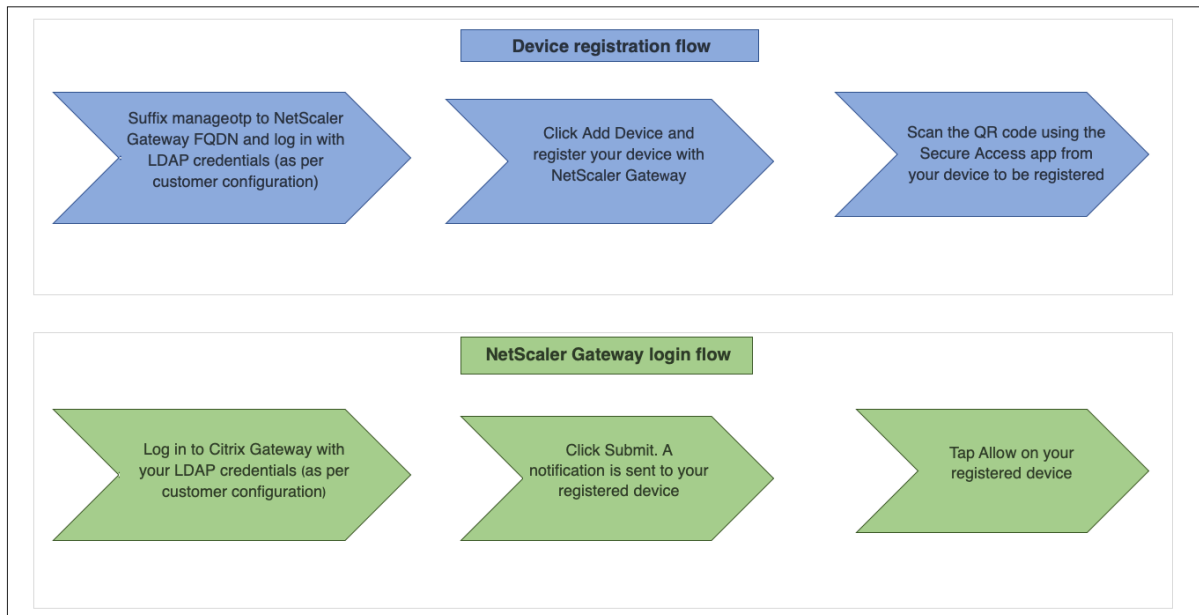 Device registration flow
Suffix manageotp to NetScaler
Gateway FQDN and log in with
LDAP credentials (as per
customer configuration)
Click Add Device and
register your device with
NetScaler Gateway
Scan the QR code using the
Secure Access app from
your device to be registered
NetScaler Gateway login flow
Log in to Citrix Gateway with
your LDAP credentials (as per
customer configuration)
Click Submit. A
notification is sent to your
registered device
Tap Allow on your
registered device